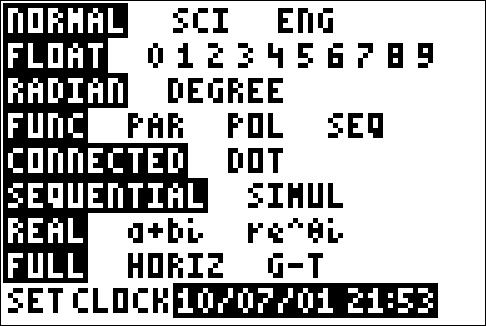 NORMAL SCI ENG
FLOAT 0 1 2 3 4 5 6 7 8 9
RADIAN DEGREE
FUNC PAR POL SEQ
CONNECTED DOT
SEQUENTIAL SIMUL
REAL a+bi re^θi
FULL HORIZ G-T
SET CLOCK 10/07/01 21:53